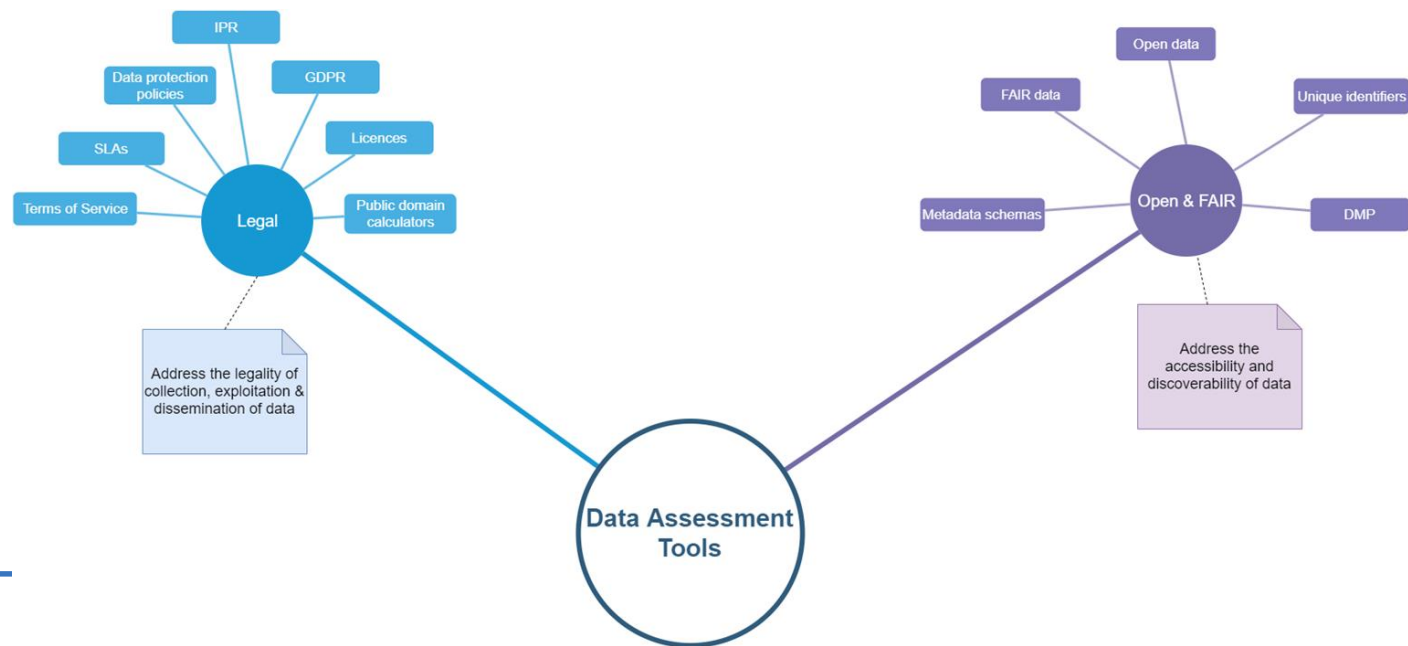 IPR
Data protection
policies
GDPR
SLAs
Licences
Terms of Service
Public domain
calculators
Legal
Address the legality of
collection, exploitation &
dissemination of data
Open data
FAIR data
Unique identifiers
Metadata schemas
DMP
Open & FAIR
Address the
accessibility and
discoverability of data
Data Assessment
Tools